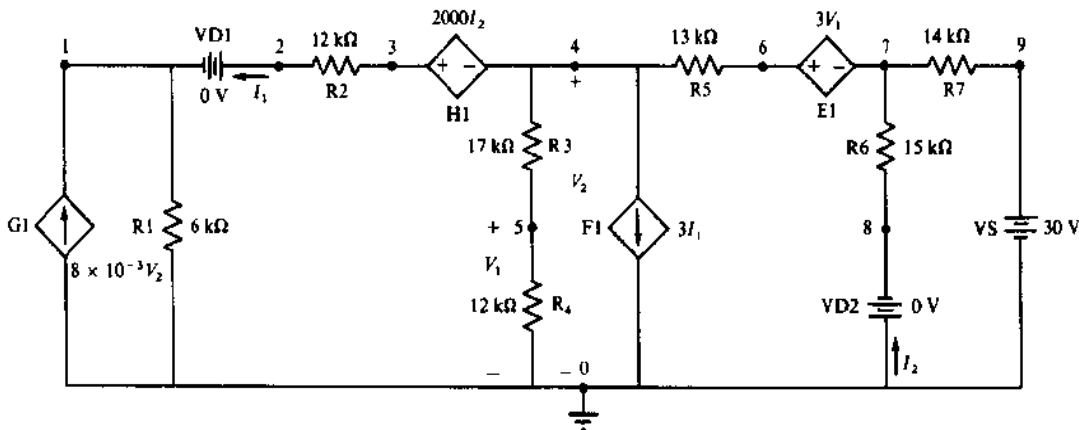 2000I₂
3V₁
1
VD1
2
12 kΩ
3
4
13 kΩ
6
7
14 kΩ
9
+ −
+ −
0 V
I₁
R2
H1
+
R5
E1
R7
17 kΩ
R3
R6
15 kΩ
V₂
G1
R1
6 kΩ
+ 5
F1
3I₁
8
VS
30 V
8 × 10⁻³V₂
V₁
12 kΩ
R₄
VD2
0 V
I₂
−
− 0